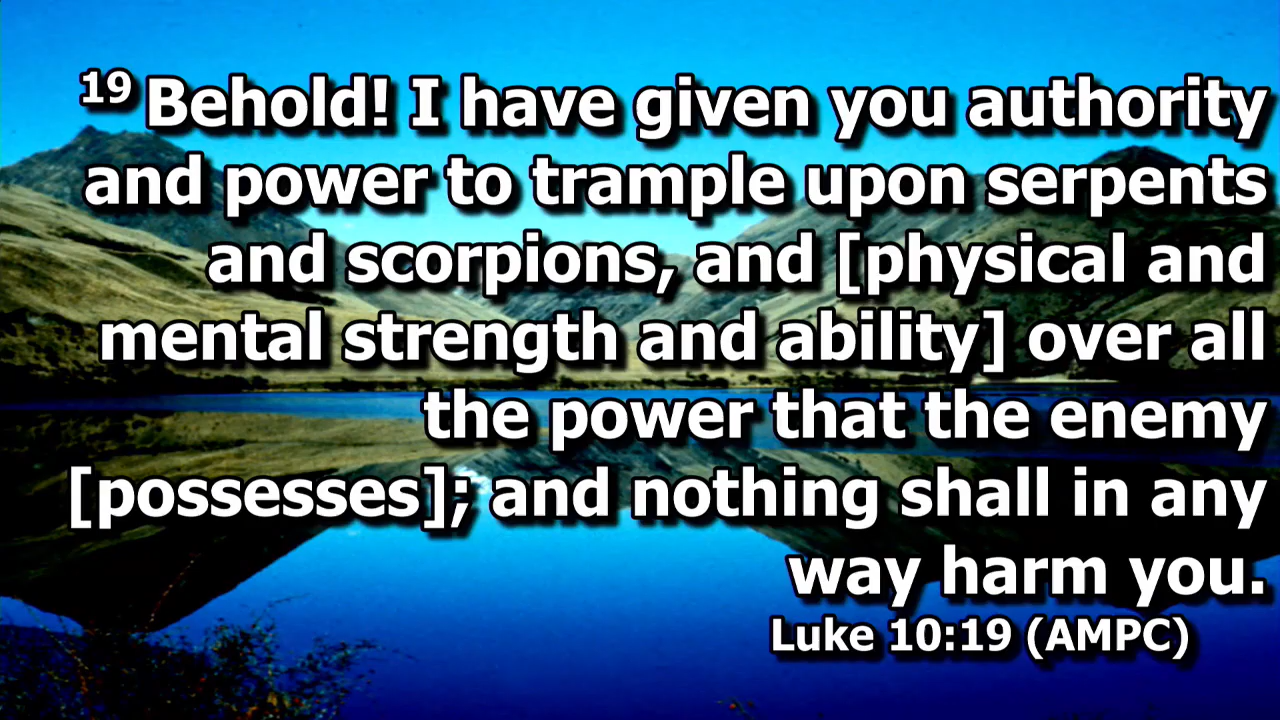 19 Behold! I have given you authority
and power to trample upon serpents
and scorpions, and [physical and
mental strength and ability] over all
the power that the enemy
[possesses]; and nothing shall in any
way harm you.
Luke 10:19 (AMPC)